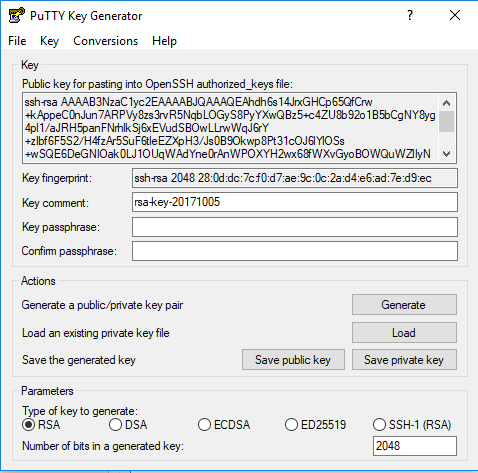 PuTTY Key Generator
File Key Conversions Help
Key
Public key for pasting into OpenSSH authorized_keys file:
ssh-rsa AAAAB3NzaC1yc2EAAAABJQAAAQEAhdh6s14JrxGHCp65QfCrw
+kAppeC0nJun7ARPVy8zs3rvR5NqbLOGyS8PyYXwQBz5+c4ZU8b92o1B5bCgNY8yg
4pl1/aJRH5panFNrhlkSj6xEVudSBOwLLrwWqJ6rY
+zIbf6F5S2/H4fzAr5SuF6tleEZXpH3/Js0B9Okwp8Pt31cOJ6lYlOSs
+wSQE6DeGNIOak0LJ1OUqWAdYne0rAnWPOXYH2wx68fWXvGyoBOWQuWZIlyN
Key fingerprint: ssh-rsa 2048 28:0d:dc:7c:f0:d7:ae:9c:0c:2a:d4:e6:ad:7e:d9:ec
Key comment: rsa-key-20171005
Key passphrase:
Confirm passphrase:
Actions
Generate a public/private key pair Generate
Load an existing private key file Load
Save the generated key Save public key Save private key
Parameters
Type of key to generate:
RSA DSA ECDSA ED25519 SSH-1 (RSA)
Number of bits in a generated key: 2048